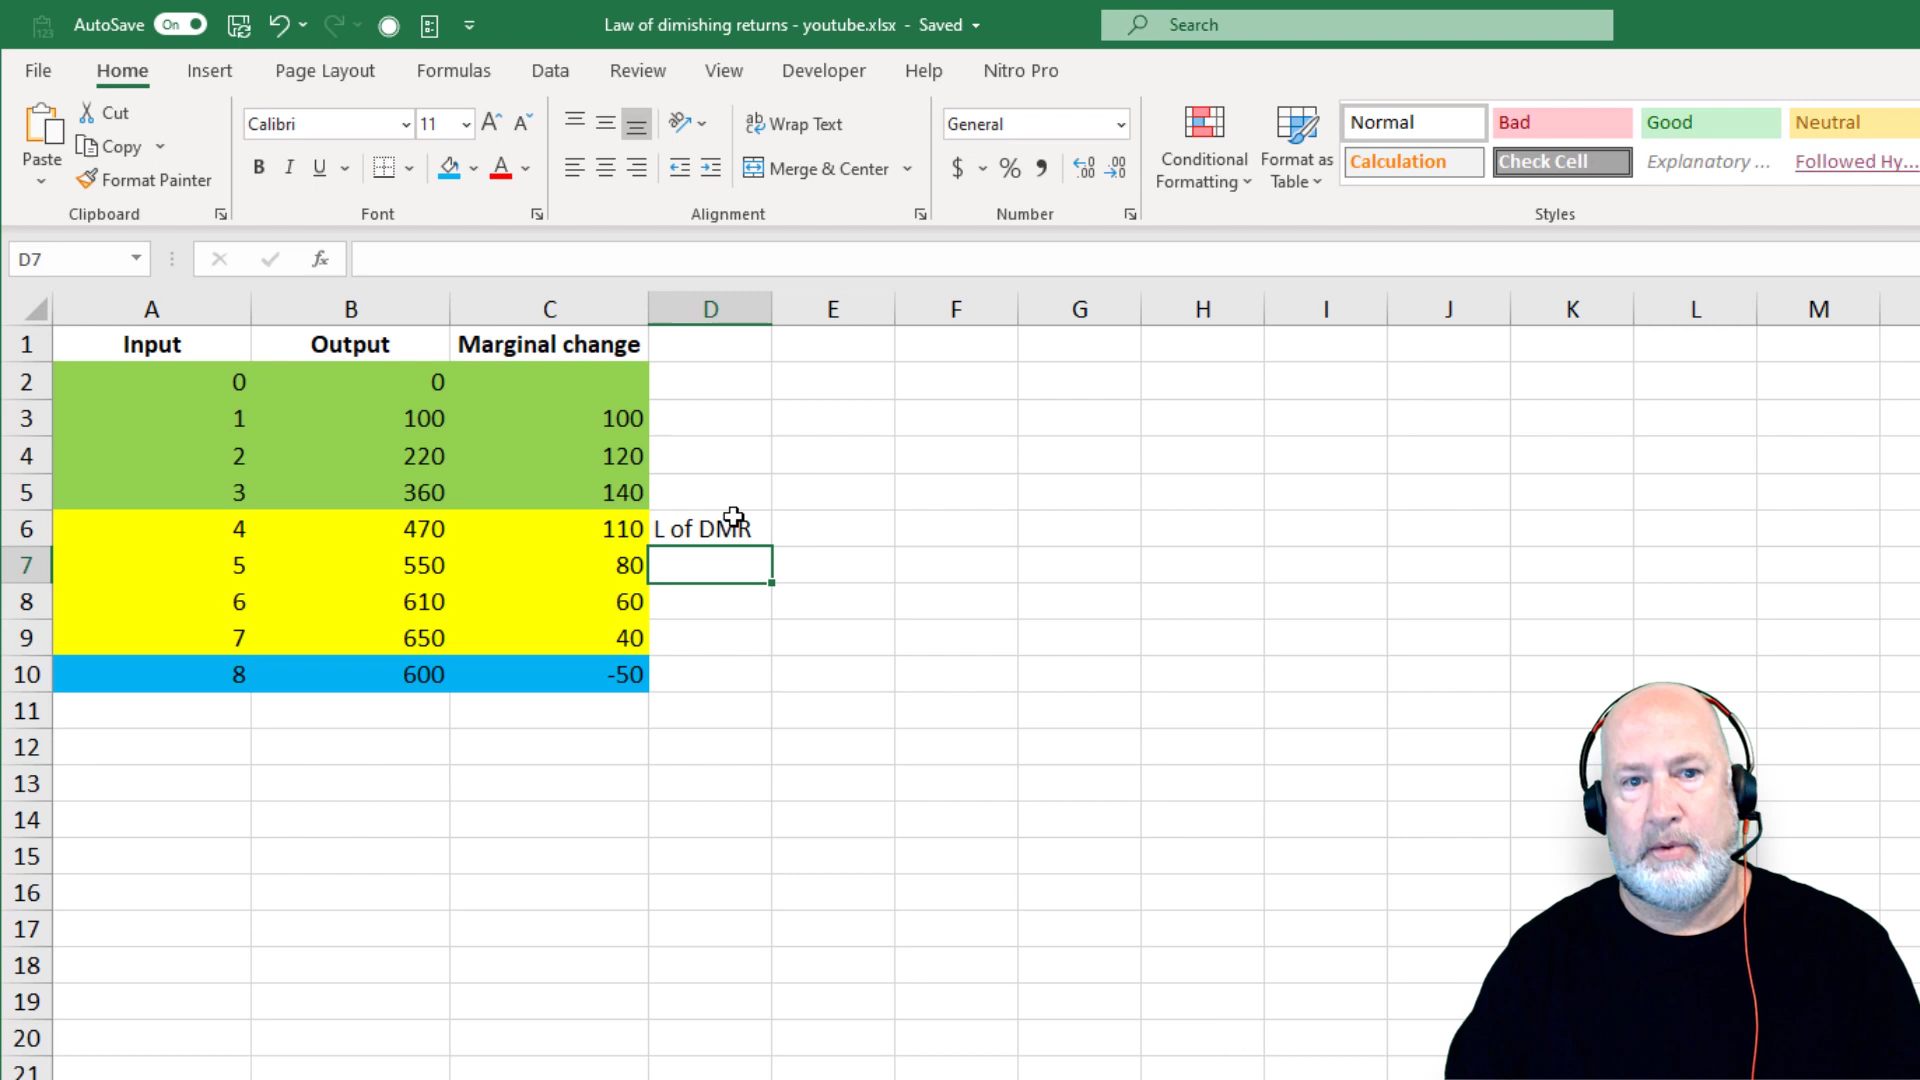 AutoSave On Law of dimishing returns - youtube.xlsx - Saved Search
File Home Insert Page Layout Formulas Data Review View Developer Help Nitro Pro
Paste
Cut
Copy
Format Painter
Clipboard
Calibri 11
B I U
Font
Wrap Text
Merge & Center
Alignment
General
$ % 9
Number
Conditional Formatting
Format as Table
Normal Bad Good Neutral
Calculation Check Cell Explanatory ... Followed Hy...
Styles
D7 fx
A B C D E F G H I J K L M
1 Input Output Marginal change
2 0 0
3 1 100 100
4 2 220 120
5 3 360 140
6 4 470 110 L of DMR
7 5 550 80
8 6 610 60
9 7 650 40
10 8 600 -50
11
12
13
14
15
16
17
18
19
20
21